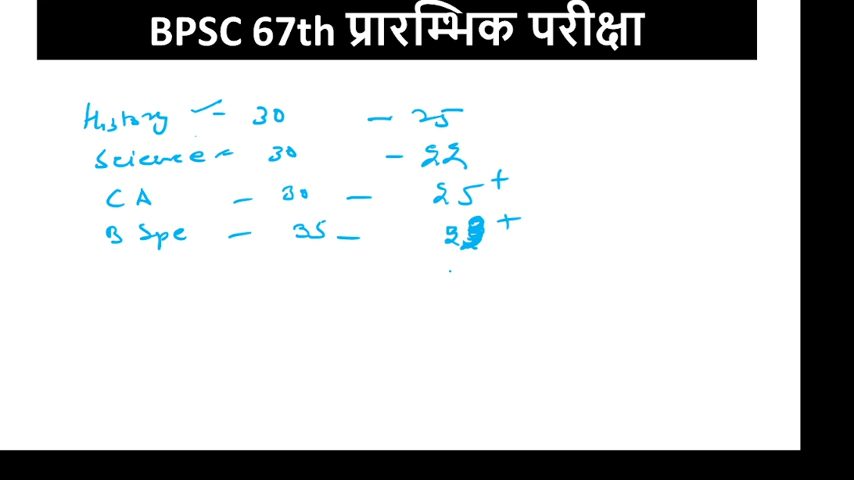 BPSC 67th प्रारम्भिक परीक्षा
History - 30 - 25
Science - 30 - 22
CA - 30 - 25+
B Spe - 35 -